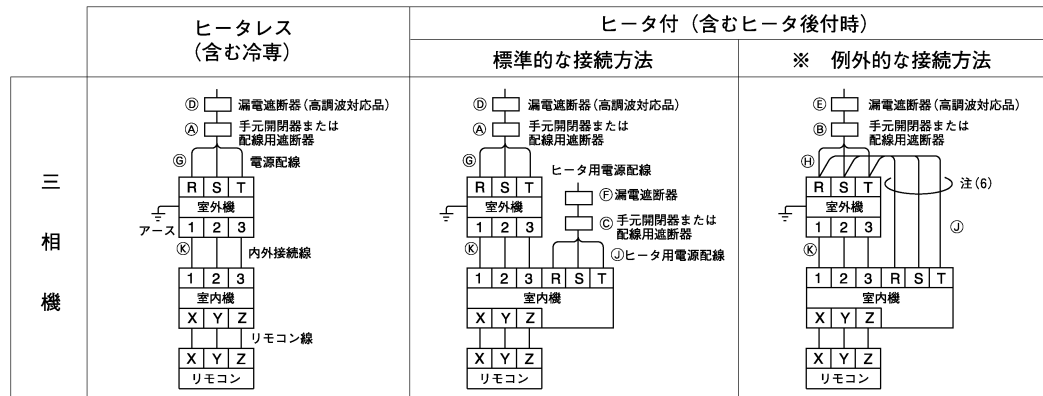 ヒータレス
(含む冷専)
ヒータ付（含むヒータ後付時）
標準的な接続方法
※ 例外的な接続方法
三相機
Ⓓ 漏電遮断器(高調波対応品)
Ⓐ 手元開閉器または
配線用遮断器
Ⓖ 電源配線
R S T
室外機
アース
1 2 3
Ⓚ 内外接続線
1 2 3
室内機
X Y Z
リモコン線
X Y Z
リモコン
Ⓓ 漏電遮断器(高調波対応品)
Ⓐ 手元開閉器または
配線用遮断器
Ⓖ
ヒータ用電源配線
R S T
Ⓕ漏電遮断器
室外機
Ⓒ 手元開閉器または
配線用遮断器
1 2 3
Ⓚ
Ⓙヒータ用電源配線
1 2 3 R S T
室内機
X Y Z
X Y Z
リモコン
Ⓔ 漏電遮断器(高調波対応品)
Ⓑ 手元開閉器または
配線用遮断器
Ⓗ
R S T
注(6)
室外機
1 2 3
Ⓙ
Ⓚ
1 2 3 R S T
室内機
X Y Z
X Y Z
リモコン